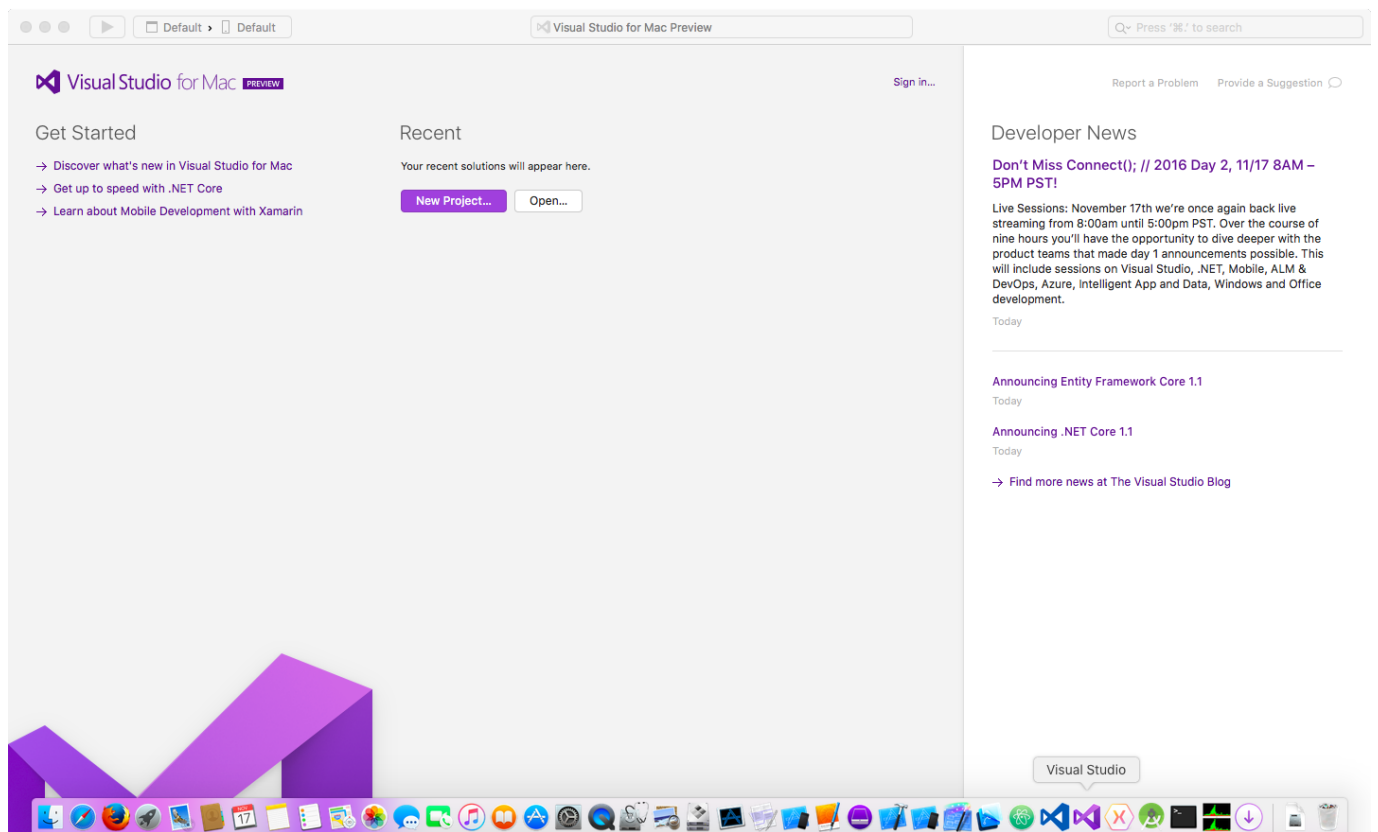 Default › Default
Visual Studio for Mac Preview
Press '⌘.' to search
Visual Studio for Mac PREVIEW
Sign in...
Report a Problem Provide a Suggestion
Get Started
→ Discover what's new in Visual Studio for Mac
→ Get up to speed with .NET Core
→ Learn about Mobile Development with Xamarin
Recent
Your recent solutions will appear here.
New Project... Open...
Developer News
Don't Miss Connect(); // 2016 Day 2, 11/17 8AM –
5PM PST!
Live Sessions: November 17th we're once again back live
streaming from 8:00am until 5:00pm PST. Over the course of
nine hours you'll have the opportunity to dive deeper with the
product teams that made day 1 announcements possible. This
will include sessions on Visual Studio, .NET, Mobile, ALM &
DevOps, Azure, Intelligent App and Data, Windows and Office
development.
Today
Announcing Entity Framework Core 1.1
Today
Announcing .NET Core 1.1
Today
→ Find more news at The Visual Studio Blog
Visual Studio
NOV
17